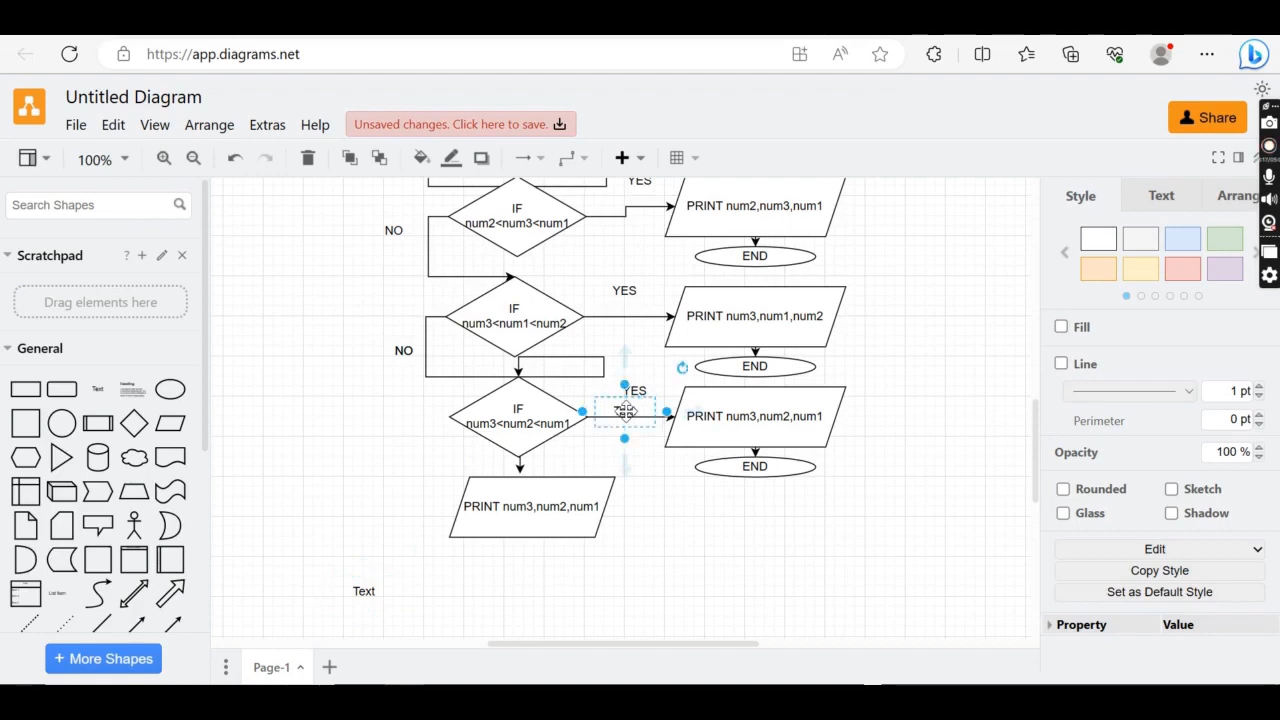 https://app.diagrams.net
Untitled Diagram
File Edit View Arrange Extras Help
Unsaved changes. Click here to save.
Share
100%
Search Shapes
Scratchpad
?
Drag elements here
General
Text
Heading
List Item
+ More Shapes
YES
IF
num2<num3<num1
PRINT num2,num3,num1
NO
END
YES
IF
num3<num1<num2
PRINT num3,num1,num2
NO
END
YES
IF
num3<num2<num1
PRINT num3,num2,num1
END
PRINT num3,num2,num1
Text
Page-1
Style Text Arrang
Fill
Line
1 pt
Perimeter
0 pt
Opacity
100 %
Rounded Sketch
Glass Shadow
Edit
Copy Style
Set as Default Style
Property Value